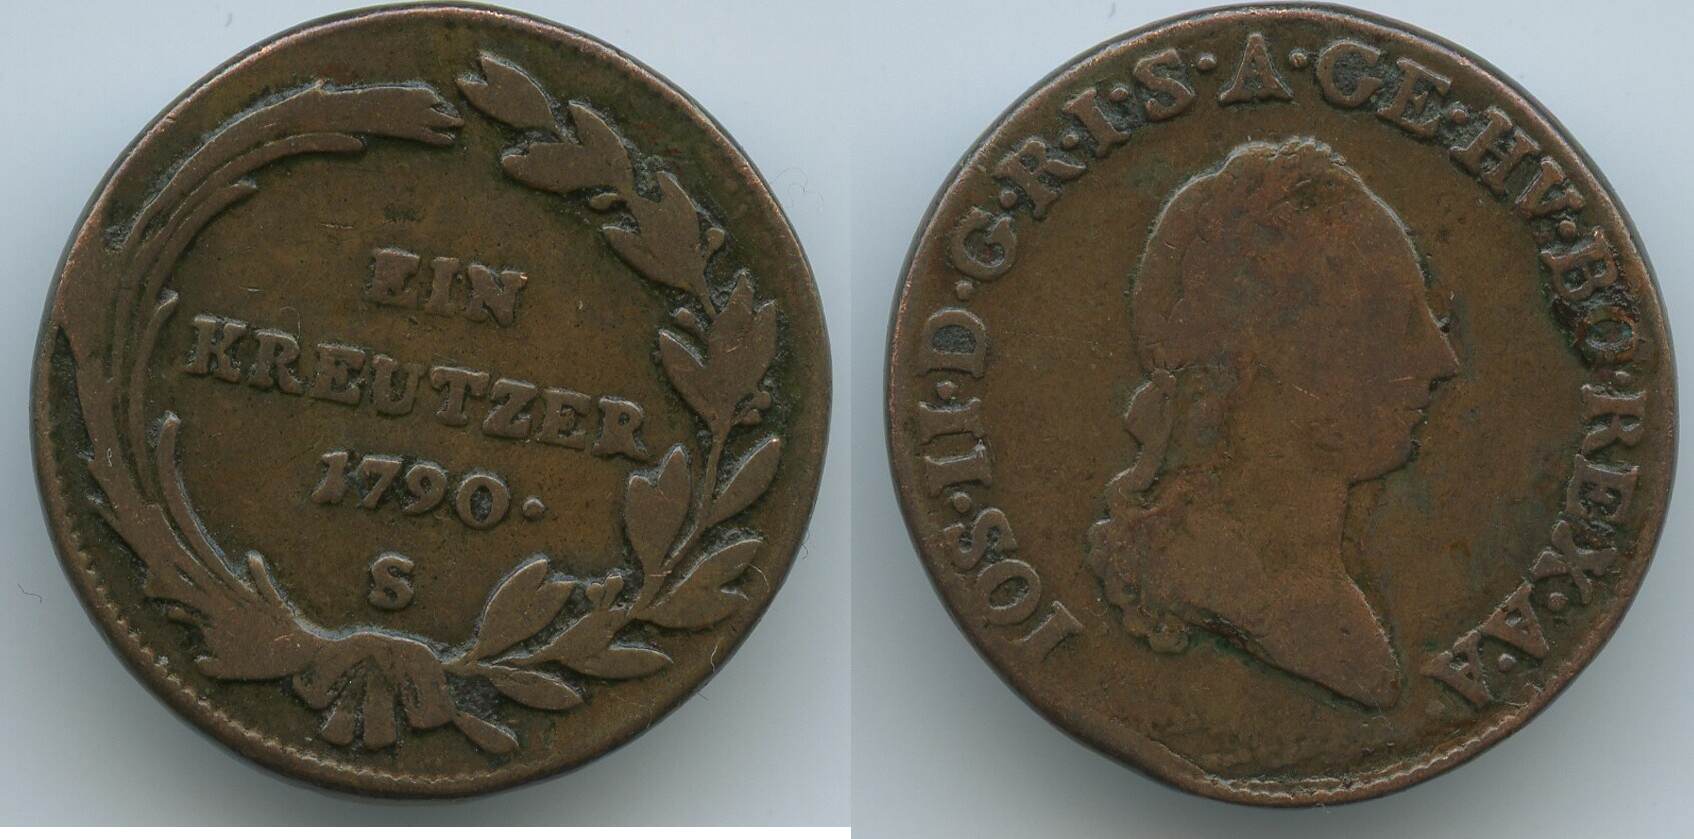 EIN
KREUTZER
1790·
S
IOS·II·D·G·R·I·S·A·GE·HV·BO·REX·A·A·